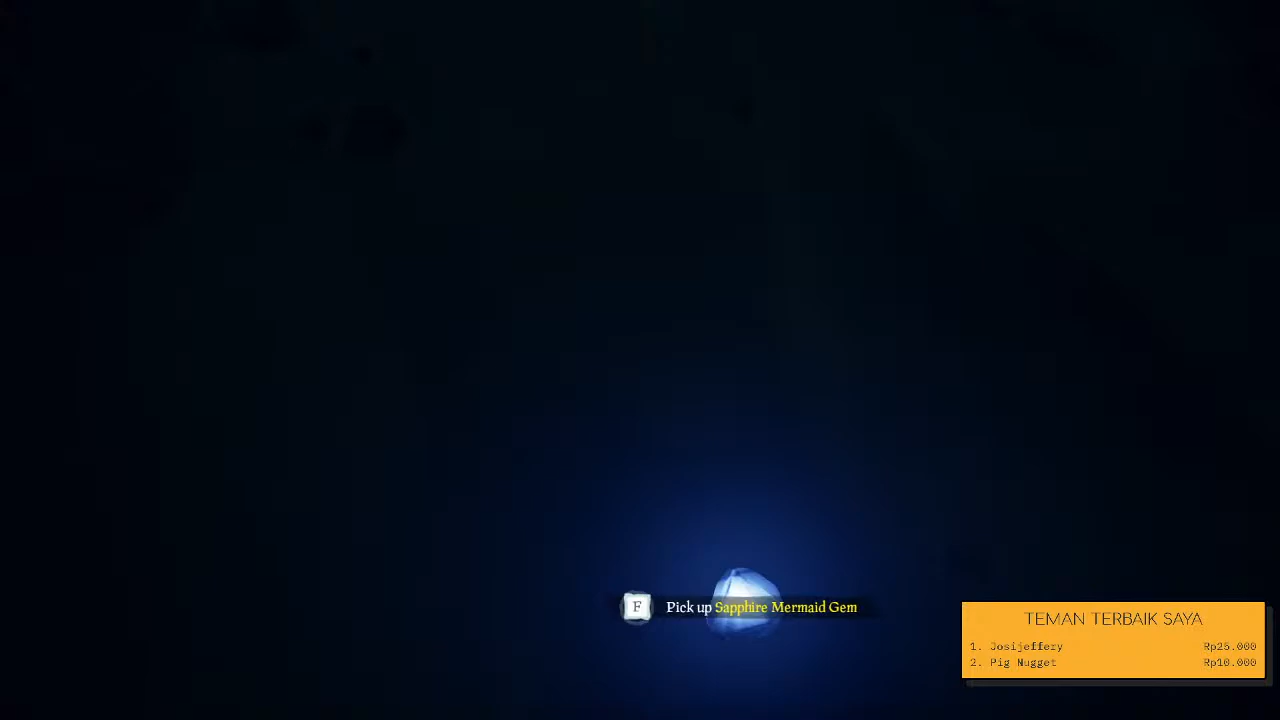 F
Pick up Sapphire Mermaid Gem
TEMAN TERBAIK SAYA
1. Josijeffery Rp25.000
2. Pig Nugget Rp10.000